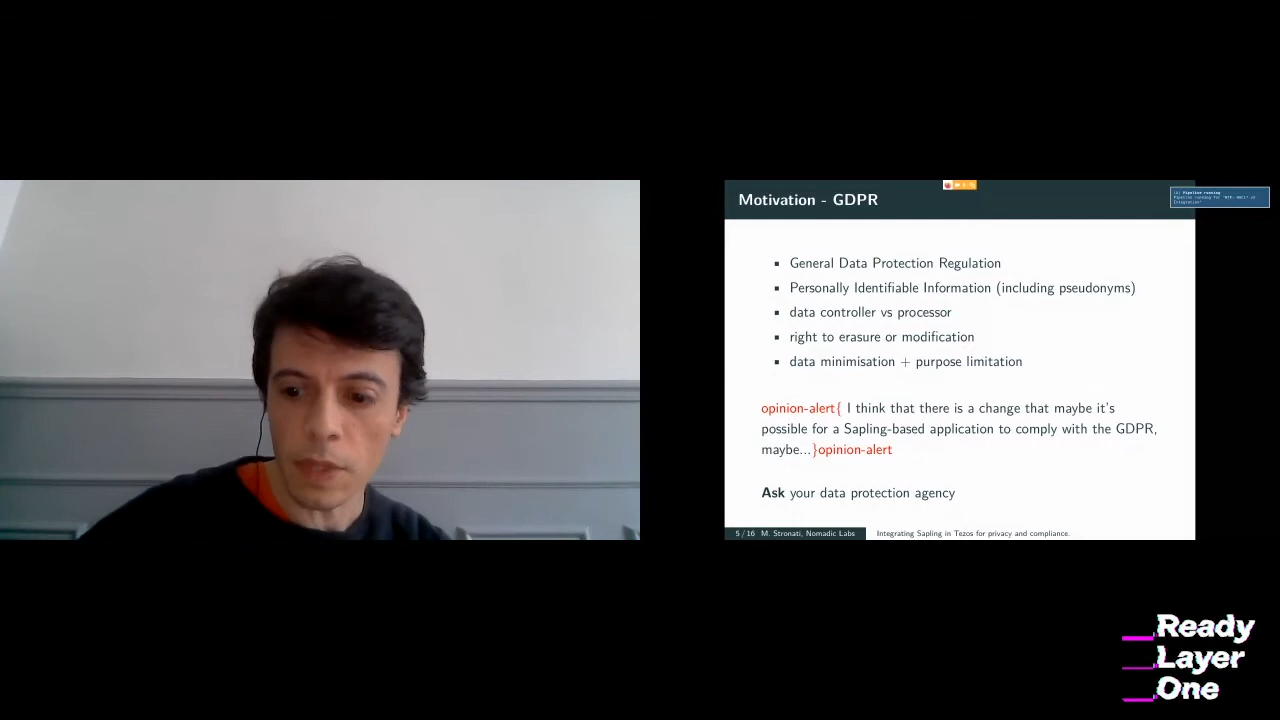 Motivation - GDPR
(U) Pipeline running
General Data Protection Regulation
Personally Identifiable Information (including pseudonyms)
data controller vs processor
right to erasure or modification
data minimisation + purpose limitation
opinion-alert{ I think that there is a change that maybe it's
possible for a Sapling-based application to comply with the GDPR,
maybe...}opinion-alert
Ask your data protection agency
5 / 16 M. Stronati, Nomadic Labs Integrating Sapling in Tezos for privacy and compliance.
Ready
Layer
One